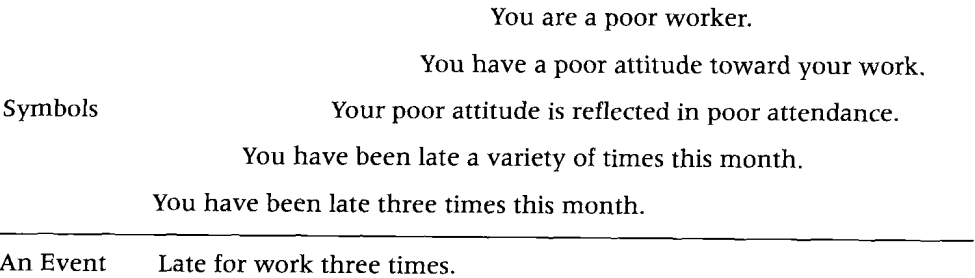 You are a poor worker.
You have a poor attitude toward your work.
Symbols Your poor attitude is reflected in poor attendance.
You have been late a variety of times this month.
You have been late three times this month.
An Event Late for work three times.